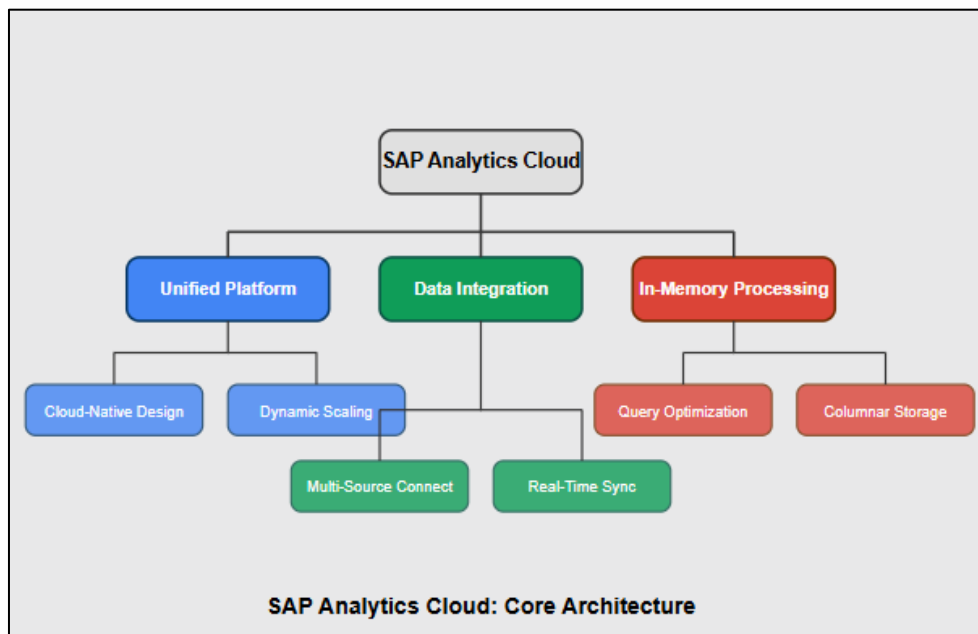 SAP Analytics Cloud
Unified Platform
Data Integration
In-Memory Processing
Cloud-Native Design
Dynamic Scaling
Query Optimization
Columnar Storage
Multi-Source Connect
Real-Time Sync
SAP Analytics Cloud: Core Architecture